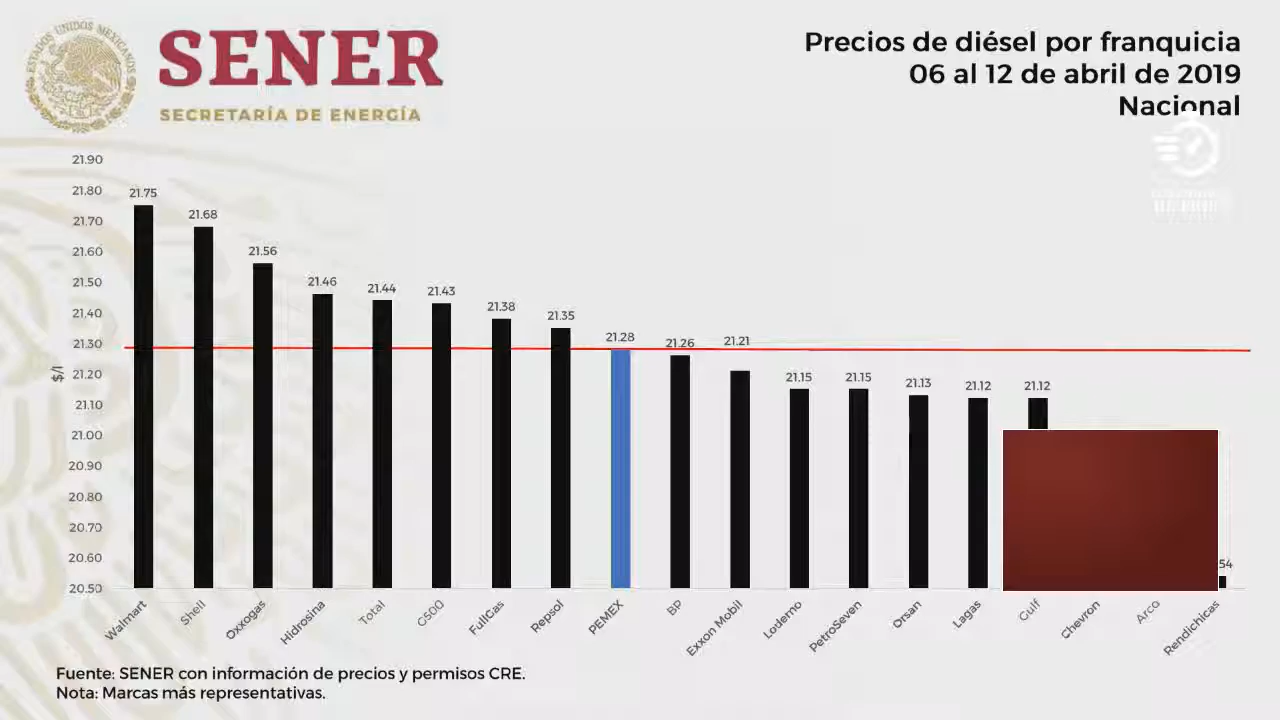 ESTADOS UNIDOS MEXICANOS
SENER
SECRETARÍA DE ENERGÍA
Precios de diésel por franquicia
06 al 12 de abril de 2019
Nacional
$/l
21.90
21.80
21.70
21.60
21.50
21.40
21.30
21.20
21.10
21.00
20.90
20.80
20.70
20.60
20.50
21.75
21.68
21.56
21.46
21.44
21.43
21.38
21.35
21.28
21.26
21.21
21.15
21.15
21.13
21.12
21.12
54
Walmart
Shell
Oxxogas
Hidrosina
Total
G500
FullGas
Repsol
PEMEX
BP
Exxon Mobil
Loderno
PetroSeven
Orsan
Lagas
Gulf
Chevron
Arco
Rendichicas
Fuente: SENER con información de precios y permisos CRE.
Nota: Marcas más representativas.